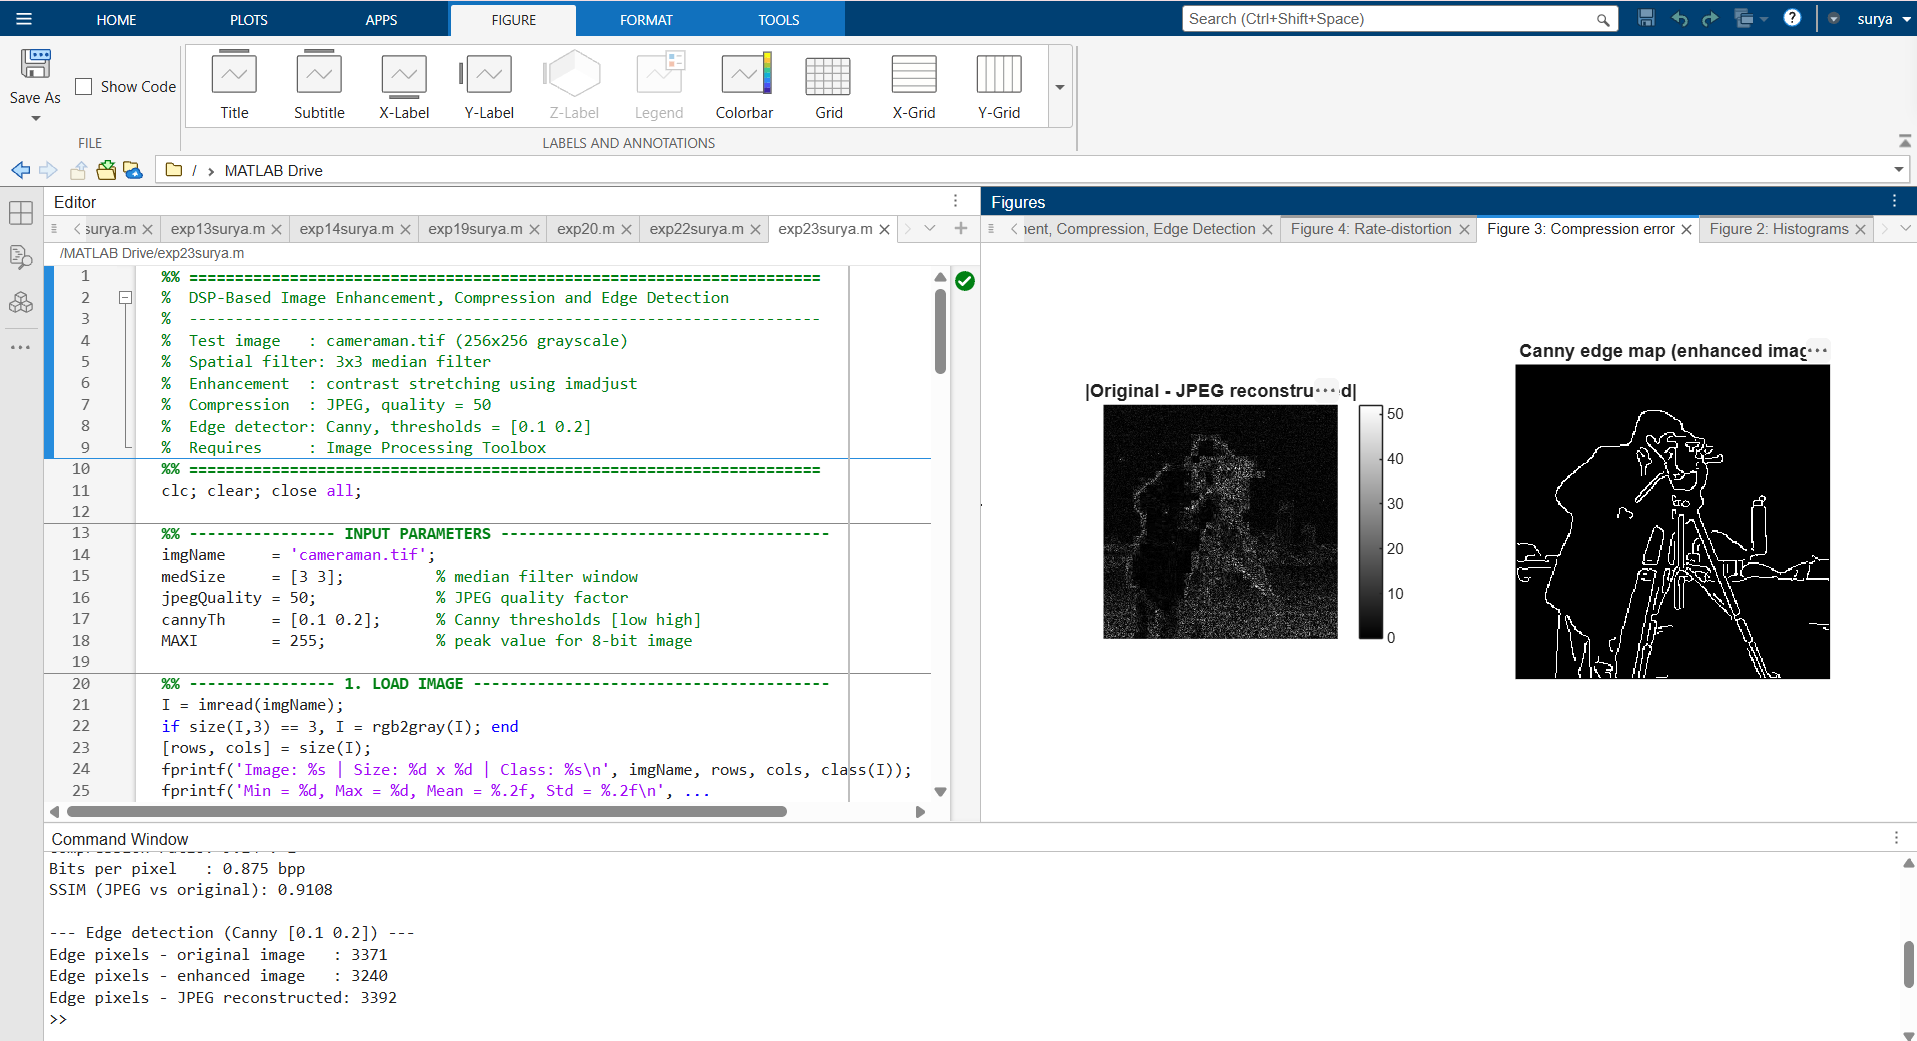 HOME PLOTS APPS FIGURE FORMAT TOOLS Search (Ctrl+Shift+Space) surya
Save As Show Code Title Subtitle X-Label Y-Label Z-Label Legend Colorbar Grid X-Grid Y-Grid
FILE LABELS AND ANNOTATIONS
/ › MATLAB Drive
Editor
surya.m exp13surya.m exp14surya.m exp19surya.m exp20.m exp22surya.m exp23surya.m
/MATLAB Drive/exp23surya.m
1 %% =====================================================================
2 % DSP-Based Image Enhancement, Compression and Edge Detection
3 % ---------------------------------------------------------------------
4 % Test image : cameraman.tif (256x256 grayscale)
5 % Spatial filter: 3x3 median filter
6 % Enhancement : contrast stretching using imadjust
7 % Compression : JPEG, quality = 50
8 % Edge detector: Canny, thresholds = [0.1 0.2]
9 % Requires : Image Processing Toolbox
10 %% =====================================================================
11 clc; clear; close all;
12
13 %% ---------------- INPUT PARAMETERS ------------------------------------
14 imgName = 'cameraman.tif';
15 medSize = [3 3]; % median filter window
16 jpegQuality = 50; % JPEG quality factor
17 cannyTh = [0.1 0.2]; % Canny thresholds [low high]
18 MAXI = 255; % peak value for 8-bit image
19
20 %% ---------------- 1. LOAD IMAGE ---------------------------------------
21 I = imread(imgName);
22 if size(I,3) == 3, I = rgb2gray(I); end
23 [rows, cols] = size(I);
24 fprintf('Image: %s | Size: %d x %d | Class: %s\n', imgName, rows, cols, class(I));
25 fprintf('Min = %d, Max = %d, Mean = %.2f, Std = %.2f\n', ...
Figures
nent, Compression, Edge Detection Figure 4: Rate-distortion Figure 3: Compression error Figure 2: Histograms
|Original - JPEG reconstru d|
50
40
30
20
10
0
Canny edge map (enhanced imag
Command Window
Bits per pixel : 0.875 bpp
SSIM (JPEG vs original): 0.9108
--- Edge detection (Canny [0.1 0.2]) ---
Edge pixels - original image : 3371
Edge pixels - enhanced image : 3240
Edge pixels - JPEG reconstructed: 3392
>>